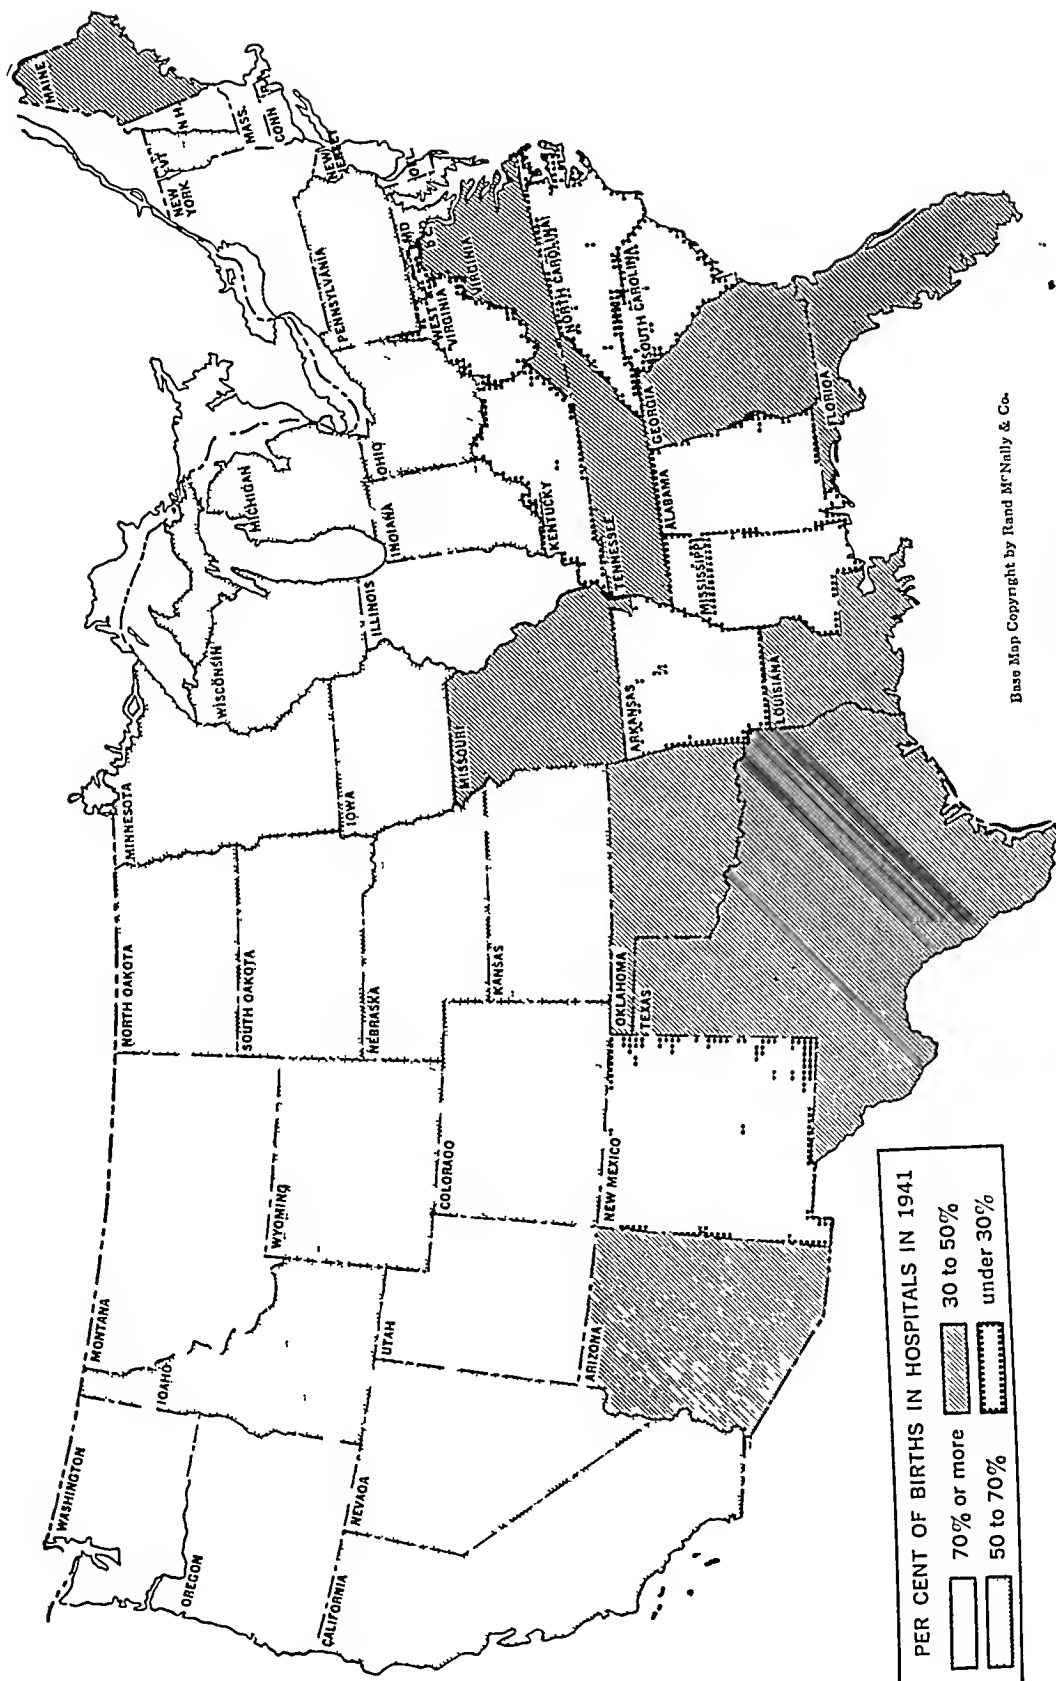 WASHINGTON
MONTANA
NORTH DAKOTA
MINNESOTA
MAINE
OREGON
IDAHO
WYOMING
SOUTH DAKOTA
WISCONSIN
MICHIGAN
NEW
YORK
VT
N H
MASS.
CONN
R I
CALIFORNIA
NEVADA
UTAH
COLORADO
NEBRASKA
KANSAS
IOWA
ILLINOIS
INDIANA
OHIO
PENNSYLVANIA
NEW
JERSEY
DEL
MD
D C
WEST
VIRGINIA
VIRGINIA
ARIZONA
NEW MEXICO
OKLAHOMA
TEXAS
MISSOURI
ARKANSAS
LOUISIANA
KENTUCKY
TENNESSEE
MISSISSIPPI
ALABAMA
GEORGIA
NORTH CAROLINA
SOUTH CAROLINA
FLORIDA
PER CENT OF BIRTHS IN HOSPITALS IN 1941
70% or more
30 to 50%
50 to 70%
under 30%
Base Map Copyright by Rand McNally & Co.